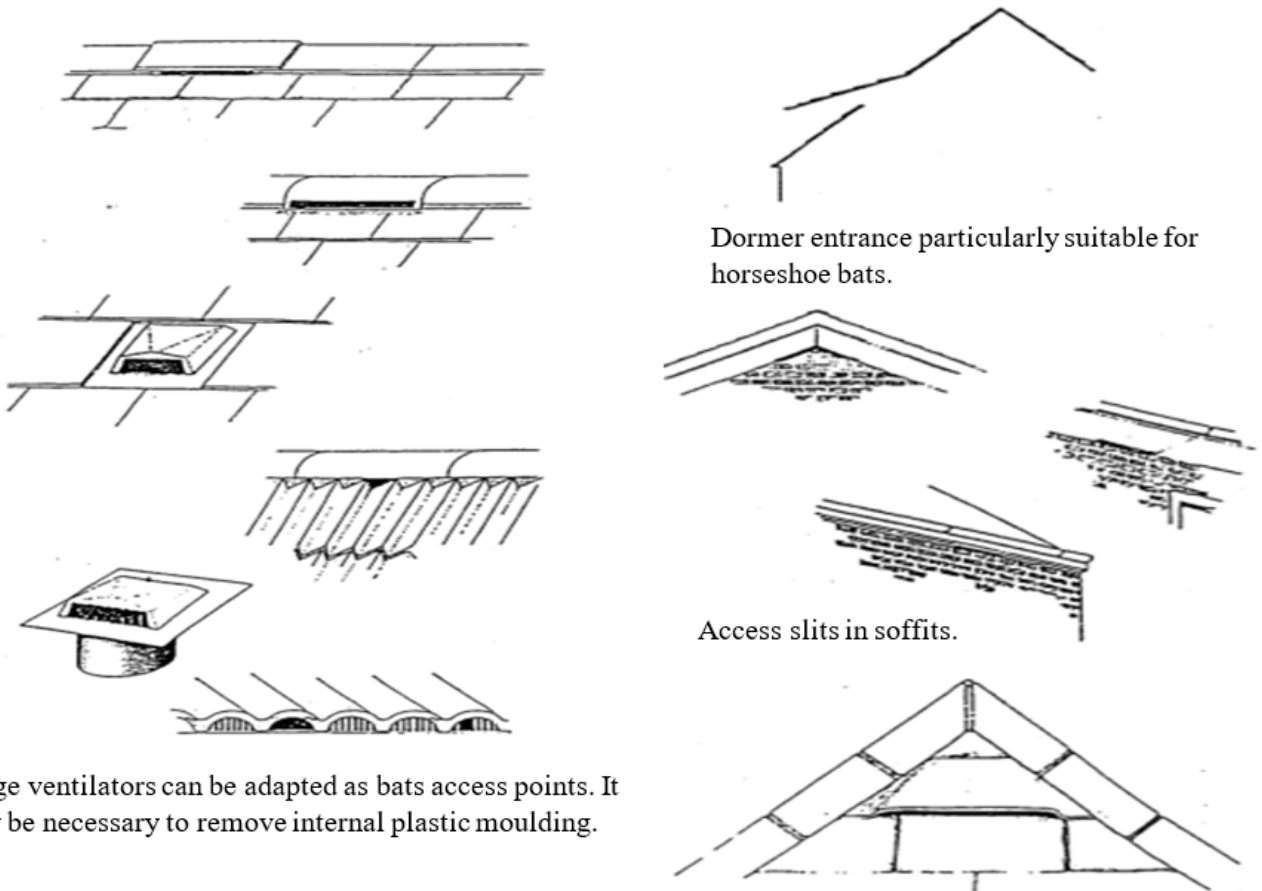 ge ventilators can be adapted as bats access points. It
y be necessary to remove internal plastic moulding.
Dormer entrance particularly suitable for
horseshoe bats.
Access slits in soffits.